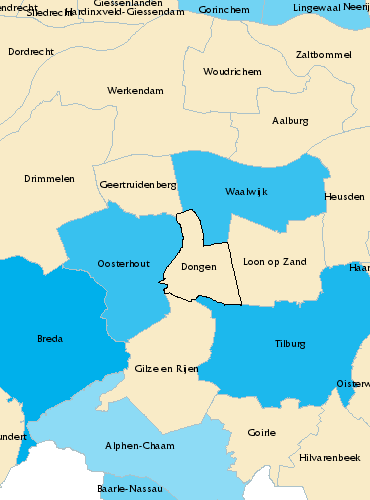 Giessenlanden
endrecht
Sliedrecht
Hardinxveld-Giessendam
Gorinchem
Lingewaal
Neerij
Dordrecht
Zaltbommel
Woudrichem
Werkendam
Aalburg
Drimmelen
Geertruidenberg
Waalwijk
Heusden
Oosterhout
Dongen
Loon op Zand
Haar
Breda
Tilburg
Gilze en Rijen
Oisterw
undert
Goirle
Alphen-Chaam
Hilvarenbeek
Baarle-Nassau